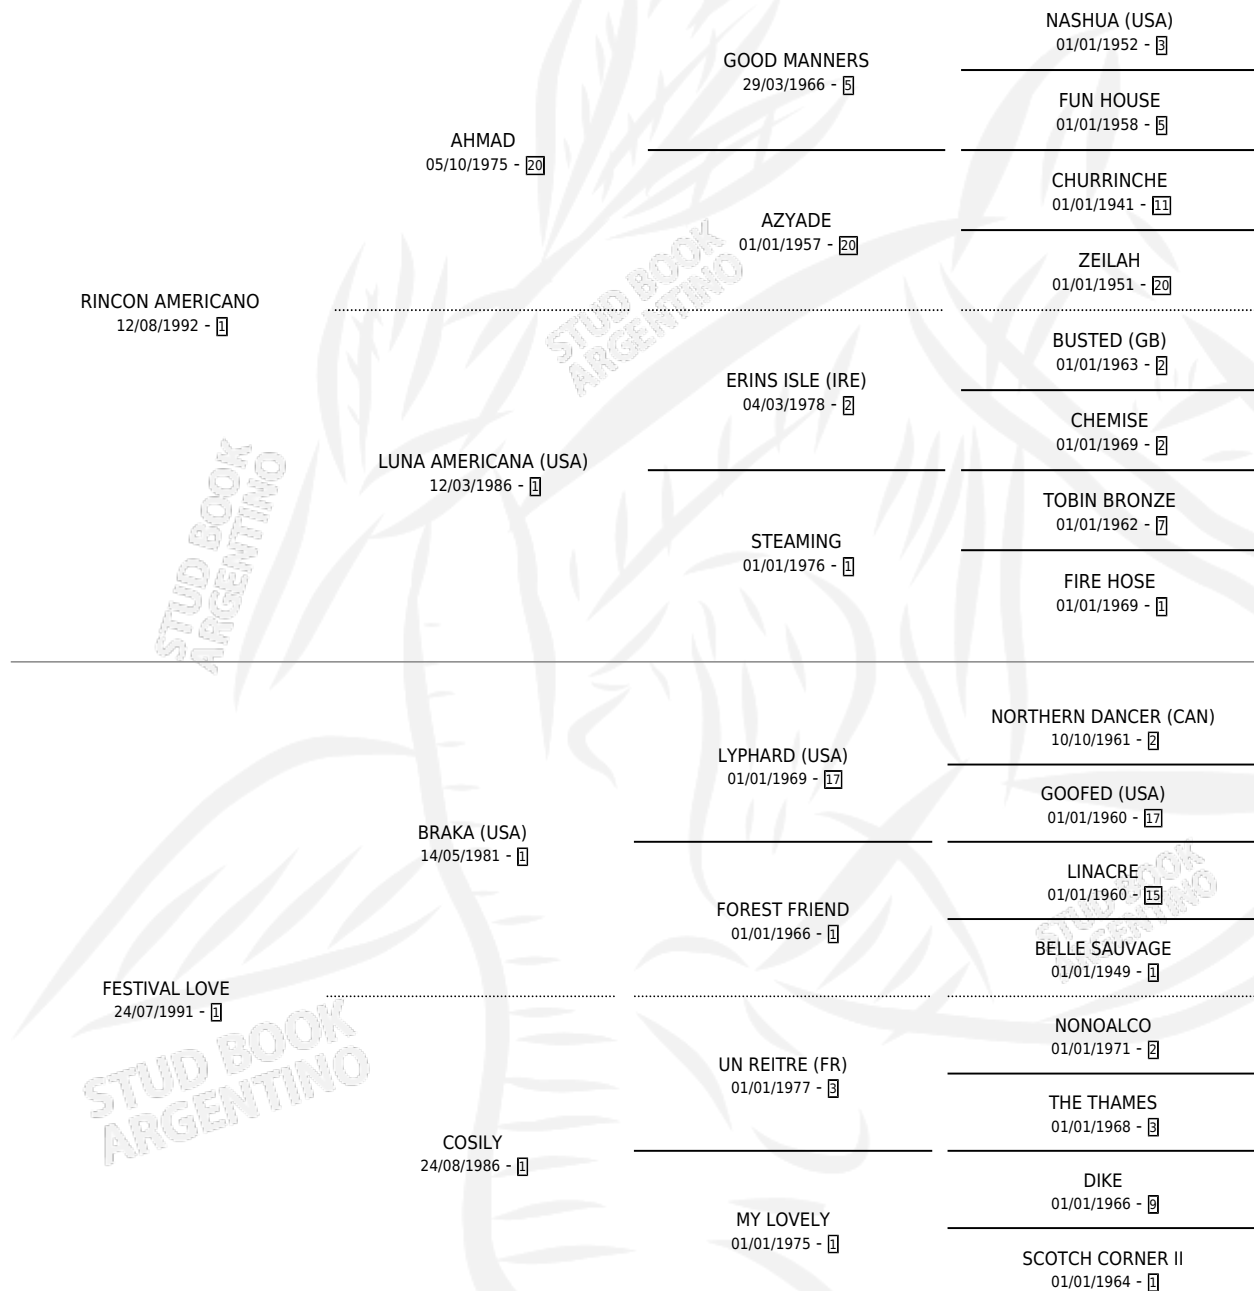 NASHUA (USA)
01/01/1952 - 3
GOOD MANNERS
29/03/1966 - 5
FUN HOUSE
01/01/1958 - 5
AHMAD
05/10/1975 - 20
CHURRINCHE
01/01/1941 - 11
AZYADE
01/01/1957 - 20
ZEILAH
01/01/1951 - 20
RINCON AMERICANO
12/08/1992 - 1
BUSTED (GB)
01/01/1963 - 2
ERINS ISLE (IRE)
04/03/1978 - 2
CHEMISE
01/01/1969 - 2
LUNA AMERICANA (USA)
12/03/1986 - 1
TOBIN BRONZE
01/01/1962 - 7
STEAMING
01/01/1976 - 1
FIRE HOSE
01/01/1969 - 1
NORTHERN DANCER (CAN)
10/10/1961 - 2
LYPHARD (USA)
01/01/1969 - 17
GOOFED (USA)
01/01/1960 - 17
BRAKA (USA)
14/05/1981 - 1
LINACRE
01/01/1960 - 15
FOREST FRIEND
01/01/1966 - 1
BELLE SAUVAGE
01/01/1949 - 1
FESTIVAL LOVE
24/07/1991 - 1
NONOALCO
01/01/1971 - 2
UN REITRE (FR)
01/01/1977 - 3
THE THAMES
01/01/1968 - 3
COSILY
24/08/1986 - 1
DIKE
01/01/1966 - 9
MY LOVELY
01/01/1975 - 1
SCOTCH CORNER II
01/01/1964 - 1
STUD BOOK
ARGENTINO
STUD BOOK
ARGENTINO
STUD BOOK
ARGENTINO
STUD BOOK
ARGENTINO